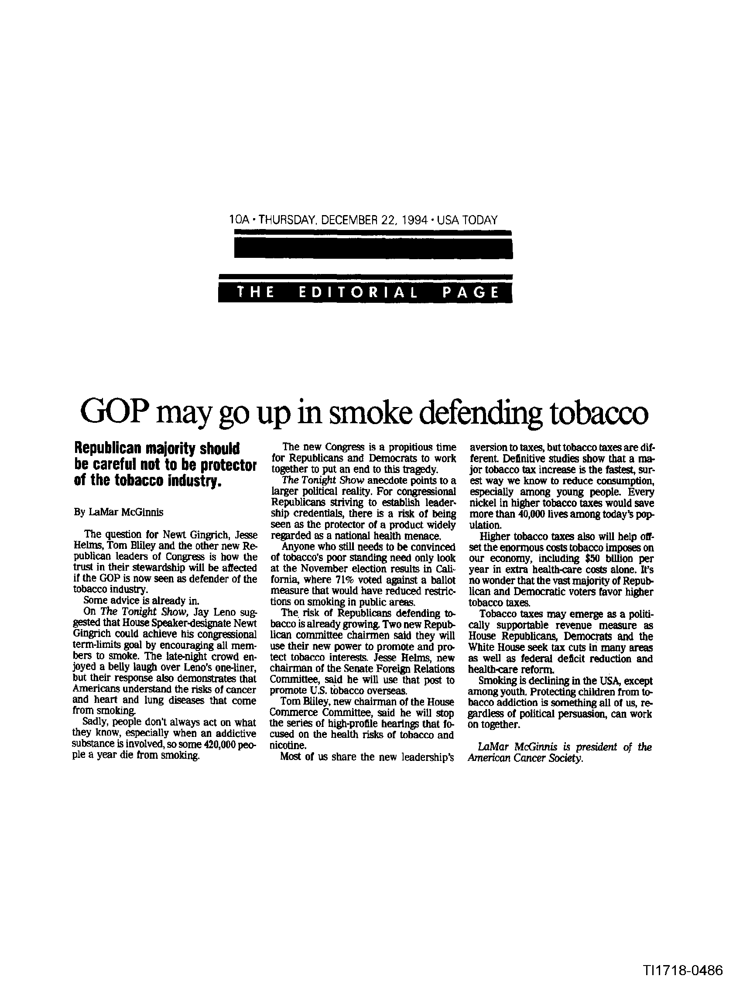 10A • THURSDAY, DECEMBER 22, 1994 • USA TODAY
THE EDITORIAL PAGE
GOP may go up in smoke defending tobacco
Republican majority should
be careful not to be protector
of the tobacco industry.
By LaMar McGinnis
The question for Newt Gingrich, Jesse
Helms, Tom Bliley and the other new Re-
publican leaders of Congress is how the
trust in their stewardship will be affected
if the GOP is now seen as defender of the
tobacco industry.
Some advice is already in.
On The Tonight Show, Jay Leno sug-
gested that House Speaker-designate Newt
Gingrich could achieve his congressional
term-limits goal by encouraging all mem-
bers to smoke. The late-night crowd en-
joyed a belly laugh over Leno's one-liner,
but their response also demonstrates that
Americans understand the risks of cancer
and heart and lung diseases that come
from smoking.
Sadly, people don't always act on what
they know, especially when an addictive
substance is involved, so some 420,000 peo-
ple a year die from smoking.
The new Congress is a propitious time
for Republicans and Democrats to work
together to put an end to this tragedy.
The Tonight Show anecdote points to a
larger political reality. For congressional
Republicans striving to establish leader-
ship credentials, there is a risk of being
seen as the protector of a product widely
regarded as a national health menace.
Anyone who still needs to be convinced
of tobacco's poor standing need only look
at the November election results in Cali-
fornia, where 71% voted against a ballot
measure that would have reduced restric-
tions on smoking in public areas.
The risk of Republicans defending to-
bacco is already growing. Two new Repub-
lican committee chairmen said they will
use their new power to promote and pro-
tect tobacco interests. Jesse Helms, new
chairman of the Senate Foreign Relations
Committee, said he will use that post to
promote U.S. tobacco overseas.
Tom Bliley, new chairman of the House
Commerce Committee, said he will stop
the series of high-profile hearings that fo-
cused on the health risks of tobacco and
nicotine.
Most of us share the new leadership's
aversion to taxes, but tobacco taxes are dif-
ferent. Definitive studies show that a ma-
jor tobacco tax increase is the fastest, sur-
est way we know to reduce consumption,
especially among young people. Every
nickel in higher tobacco taxes would save
more than 40,000 lives among today's pop-
ulation.
Higher tobacco taxes also will help off-
set the enormous costs tobacco imposes on
our economy, including $50 billion per
year in extra health-care costs alone. It's
no wonder that the vast majority of Repub-
lican and Democratic voters favor higher
tobacco taxes.
Tobacco taxes may emerge as a politi-
cally supportable revenue measure as
House Republicans, Democrats and the
White House seek tax cuts in many areas
as well as federal deficit reduction and
health-care reform.
Smoking is declining in the USA, except
among youth. Protecting children from to-
bacco addiction is something all of us, re-
gardless of political persuasion, can work
on together.
LaMar McGinnis is president of the
American Cancer Society.
TI1718-0486